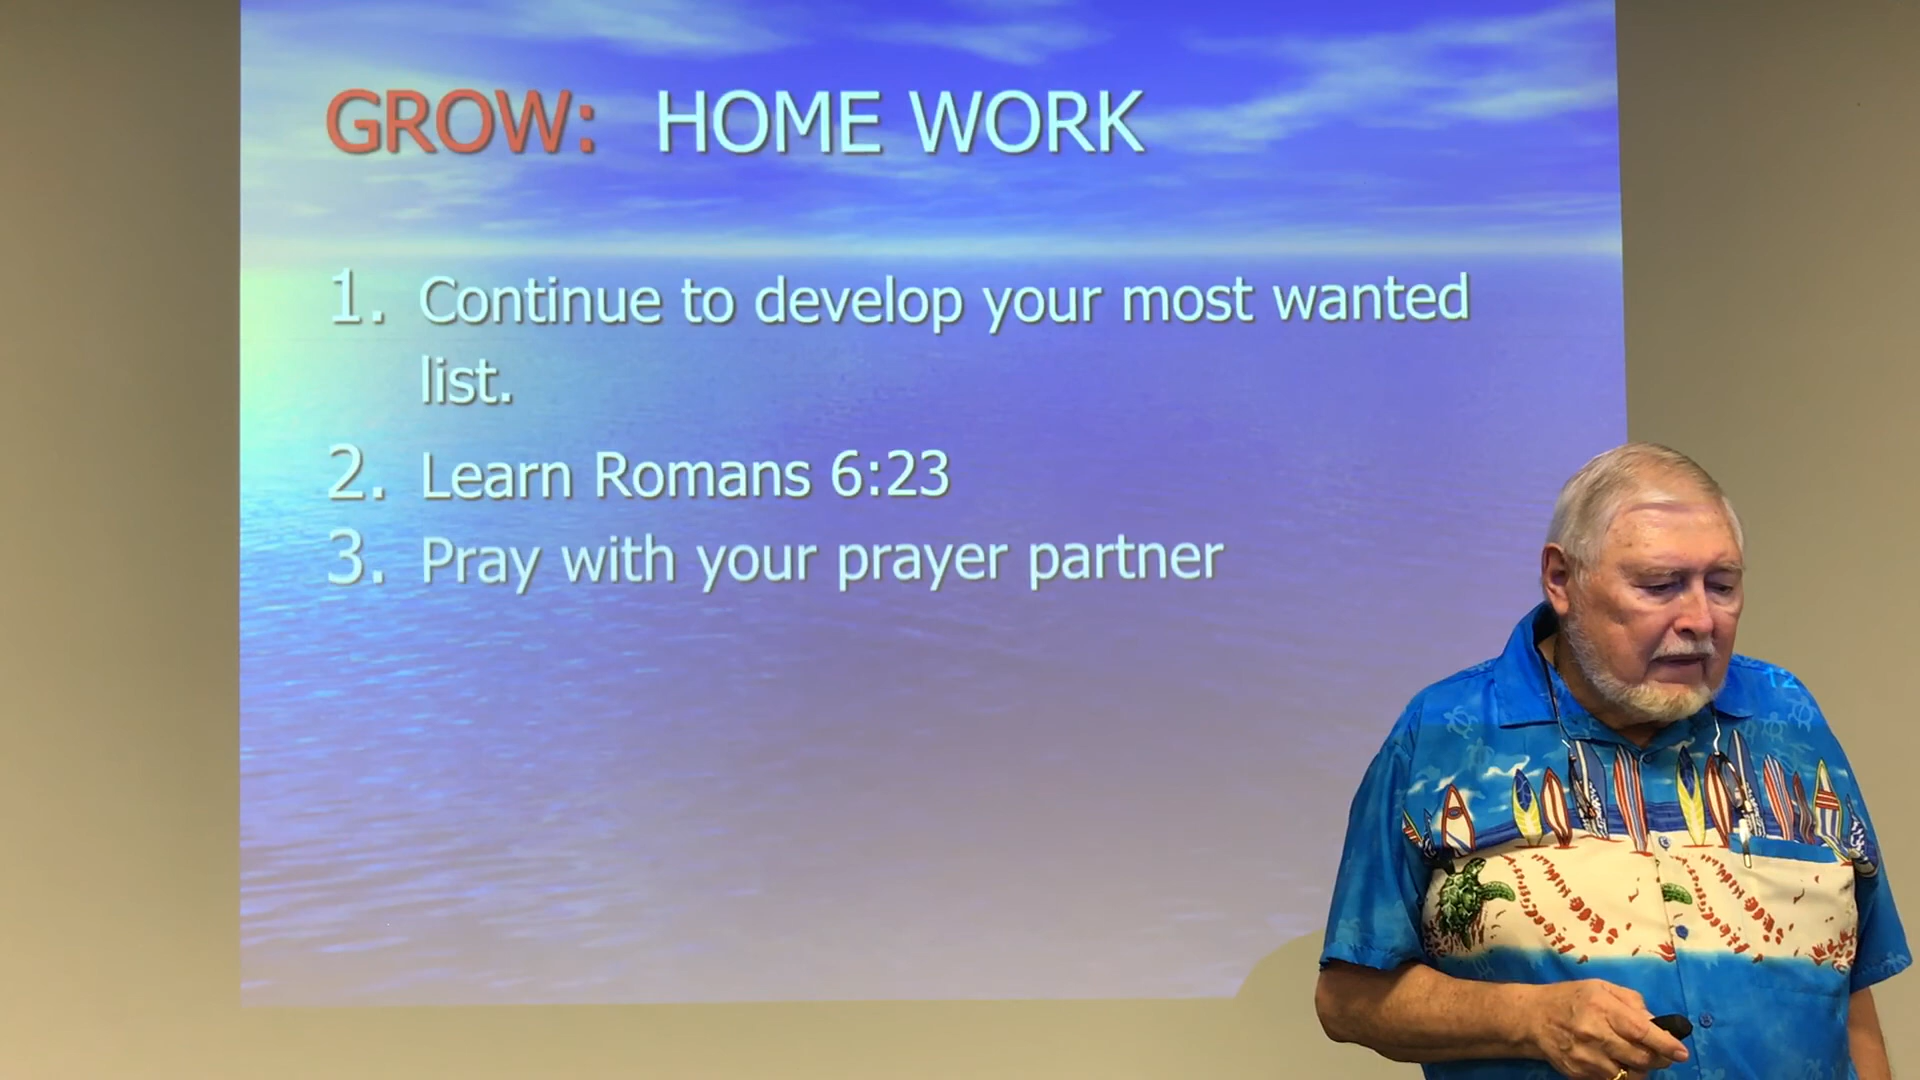 GROW: HOME WORK
1. Continue to develop your most wanted
list.
2. Learn Romans 6:23
3. Pray with your prayer partner
12